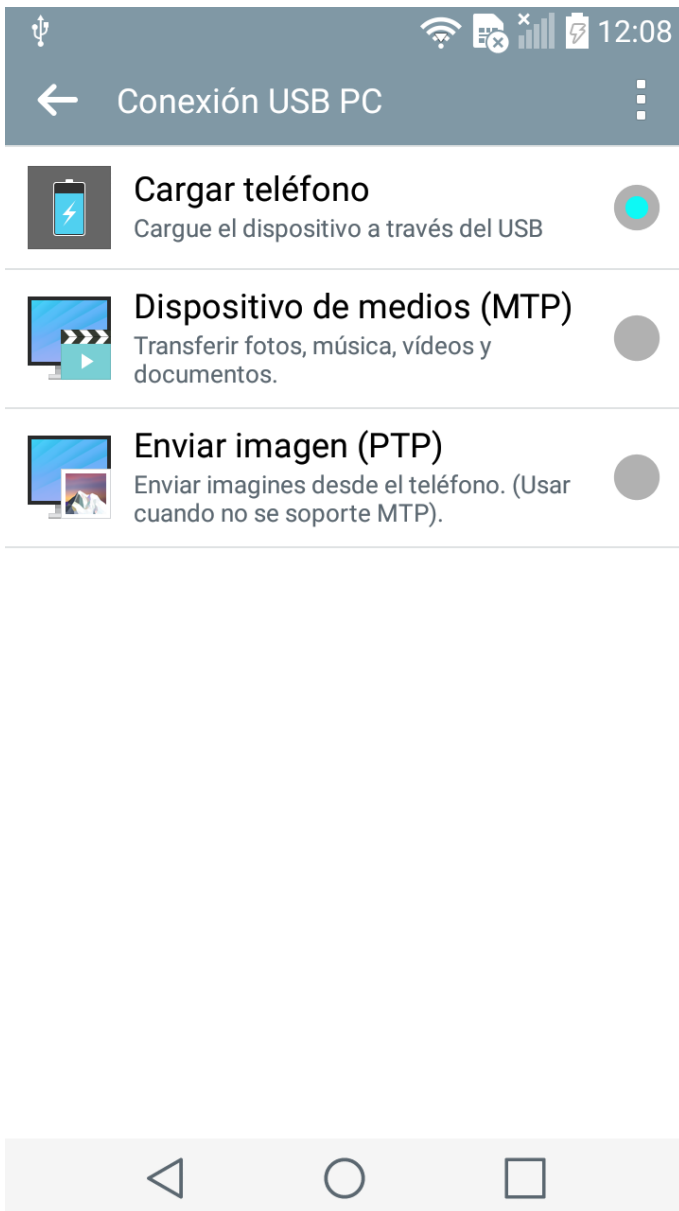 12:08
Conexión USB PC
Cargar teléfono
Cargue el dispositivo a través del USB
Dispositivo de medios (MTP)
Transferir fotos, música, vídeos y
documentos.
Enviar imagen (PTP)
Enviar imagines desde el teléfono. (Usar
cuando no se soporte MTP).